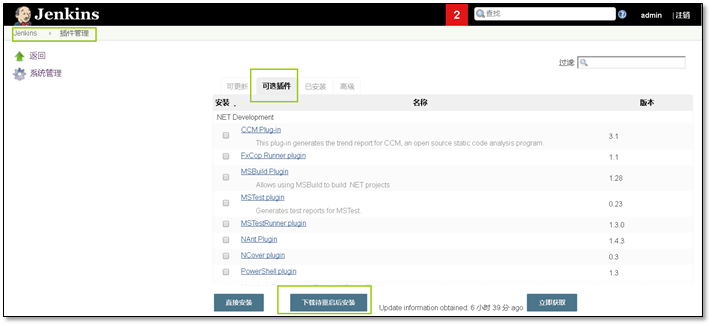 Jenkins 2 查找 admin | 注销
Jenkins › 插件管理
返回
系统管理
过滤:
可更新 可选插件 已安装 高级
安装 ↓ 名称 版本
.NET Development
CCM Plug-in 3.1
This plug-in generates the trend report for CCM, an open source static code analysis program.
FxCop Runner plugin 1.1
MSBuild Plugin 1.28
Allows using MSBuild to build .NET projects
MSTest plugin 0.23
Generates test reports for MSTest.
MSTestRunner plugin 1.3.0
NAnt Plugin 1.4.3
NCover plugin 0.3
PowerShell plugin 1.3
直接安装 下载待重启后安装 Update information obtained: 6 小时 39 分 ago 立即获取